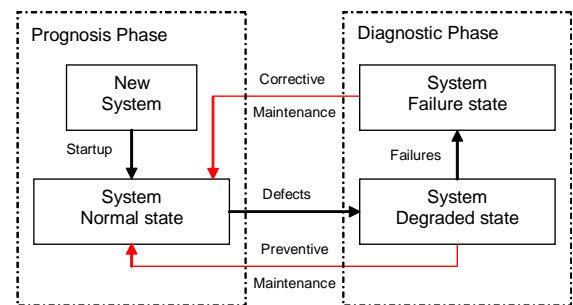 Prognosis Phase
Diagnostic Phase
New
System
Corrective
Maintenance
System
Failure state
Startup
Failures
System
Normal state
Defects
System
Degraded state
Preventive
Maintenance